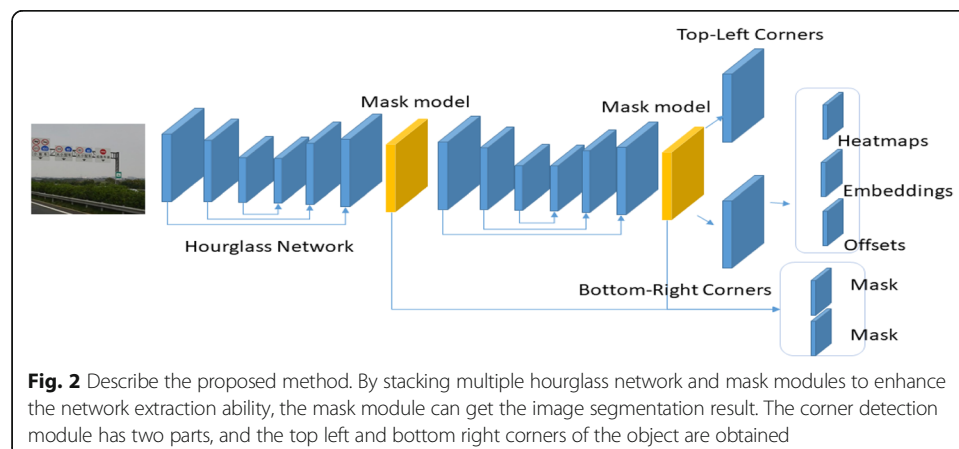 Top-Left Corners
Mask model
Mask model
Heatmaps
Embeddings
Hourglass Network
Offsets
Bottom-Right Corners
Mask
Mask
Fig. 2 Describe the proposed method. By stacking multiple hourglass network and mask modules to enhance
the network extraction ability, the mask module can get the image segmentation result. The corner detection
module has two parts, and the top left and bottom right corners of the object are obtained